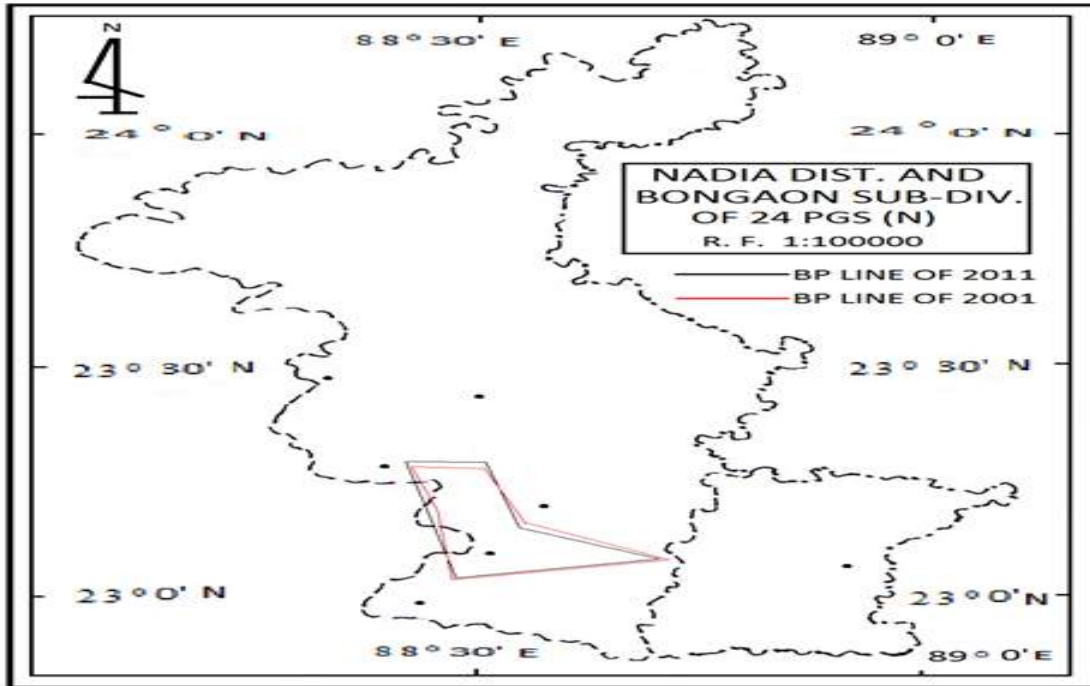 N
88° 30' E
89° 0' E
24° 0' N
24° 0' N
NADIA DIST. AND
BONGAON SUB-DIV.
OF 24 PGS (N)
R. F. 1:100000
BP LINE OF 2011
BP LINE OF 2001
23° 30' N
23° 30' N
23° 0' N
23° 0' N
88° 30' E
89° 0' E